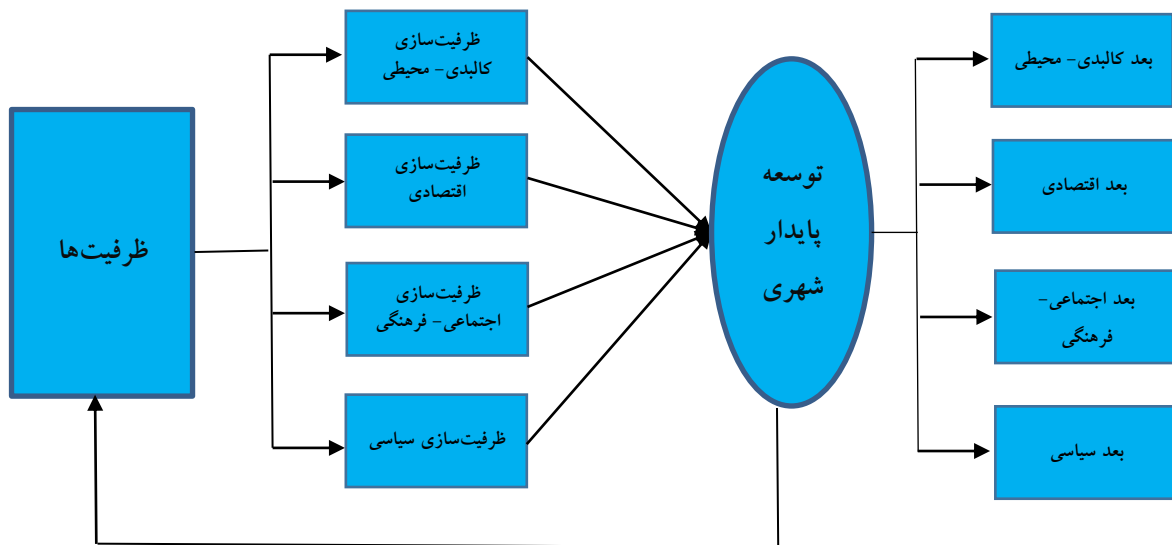 ظرفیت‌ها
ظرفیت‌سازی
کالبدی- محیطی
ظرفیت‌سازی
اقتصادی
ظرفیت‌سازی
اجتماعی- فرهنگی
ظرفیت‌سازی سیاسی
توسعه
پایدار
شهری
بعد کالبدی- محیطی
بعد اقتصادی
بعد اجتماعی-
فرهنگی
بعد سیاسی